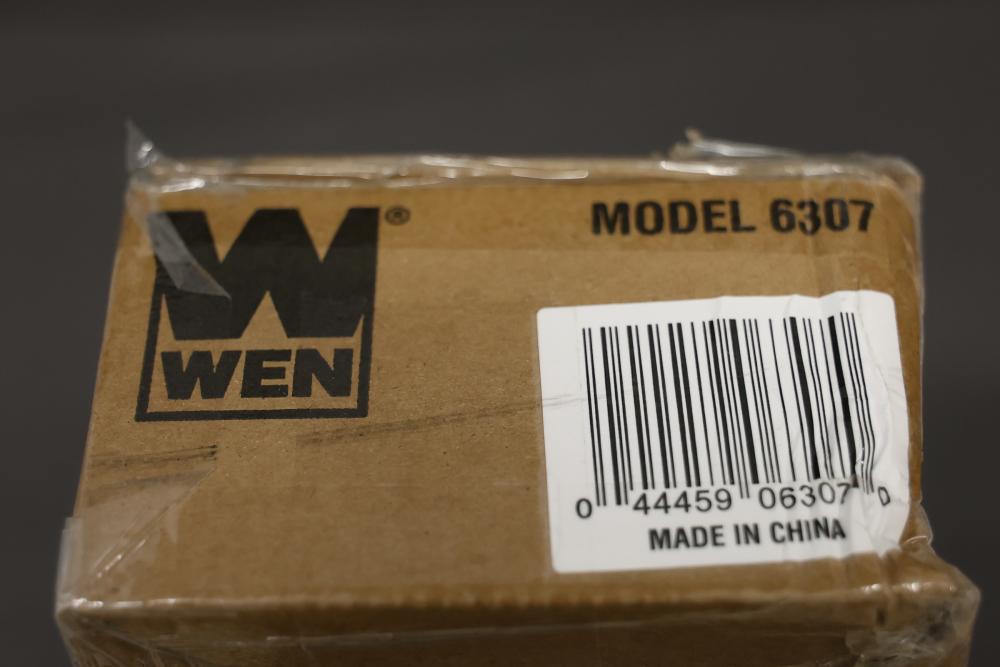 W®
WEN
MODEL 6307
0 44459 06307 0
MADE IN CHINA